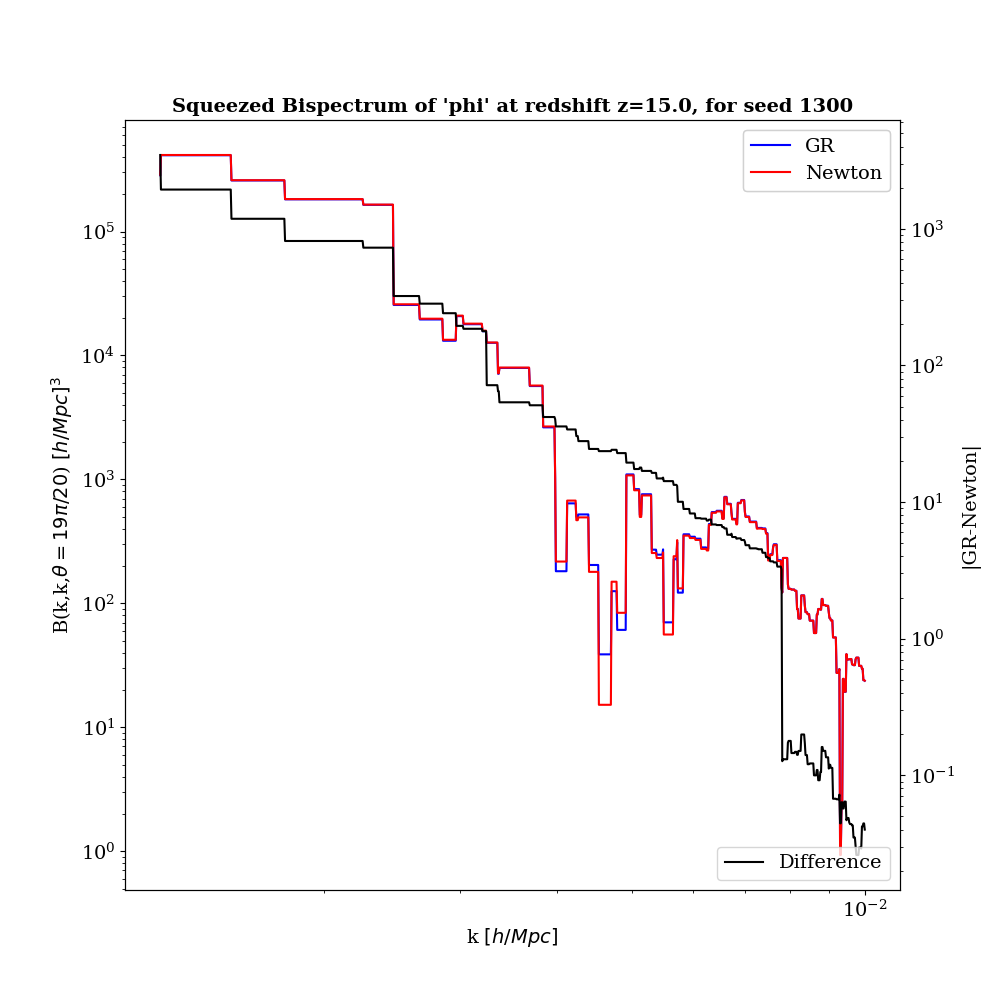 Squeezed Bispectrum of 'phi' at redshift z=15.0, for seed 1300
GR
Newton
10^5
10^4
10^3
10^2
10^1
10^0
B(k,k,θ = 19π/20) [h/Mpc]^3
10^3
10^2
10^1
10^0
10^-1
|GR-Newton|
Difference
10^-2
k [h/Mpc]